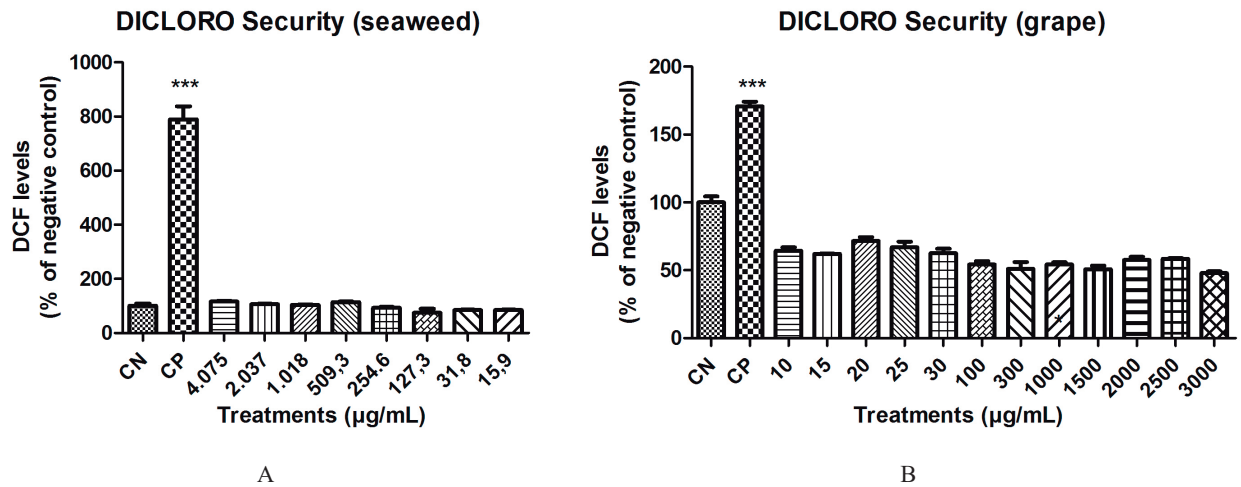 DICLORO Security (seaweed)
DCF levels
(% of negative control)
1000
800
600
400
200
0
***
CN
CP
4.075
2.037
1.018
509,3
254.6
127,3
31,8
15,9
Treatments (µg/mL)
A
DICLORO Security (grape)
DCF levels
(% of negative control)
200
150
100
50
0
***
*
CN
CP
10
15
20
25
30
100
300
1000
1500
2000
2500
3000
Treatments (µg/mL)
B